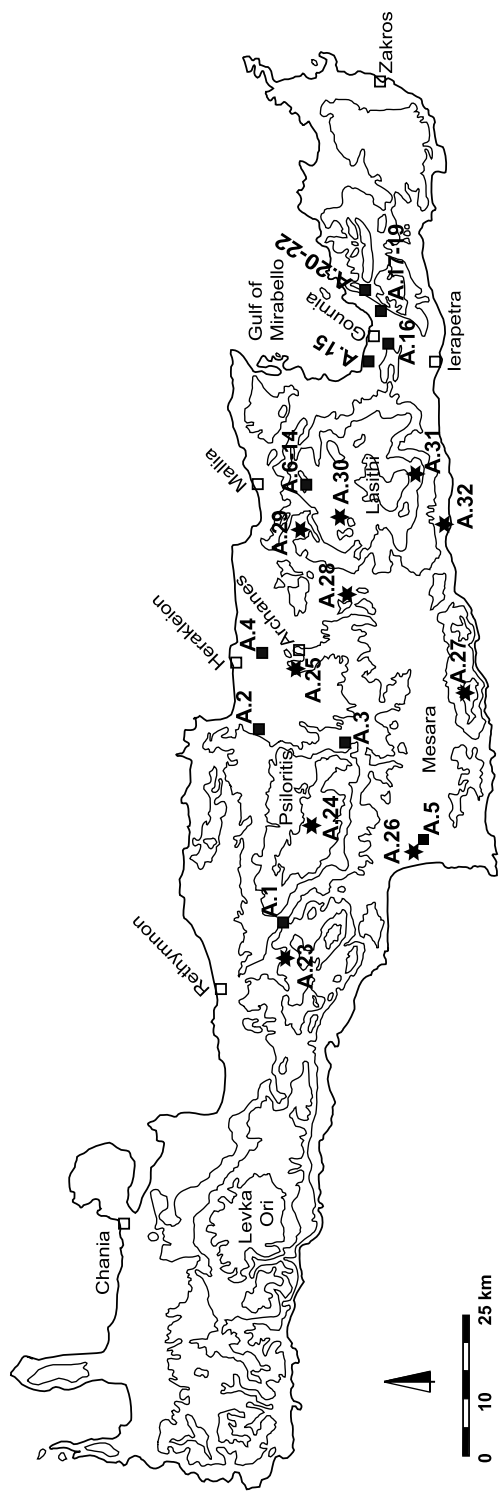 Chania
Levka
Ori
Rethymnon
A.23
A.1
Psiloritis
A.24
A.26
A.5
Mesara
A.2
A.3
Herakleion
A.4
Archanes
A.25
A.27
A.28
A.29
Mallia
A.6-14
A.30
Lasithi
A.31
A.32
Gulf of
Mirabello
A.15
Gournia
A.16
Ierapetra
A.20-22
A.17-19
Zakros
0 10 25 km